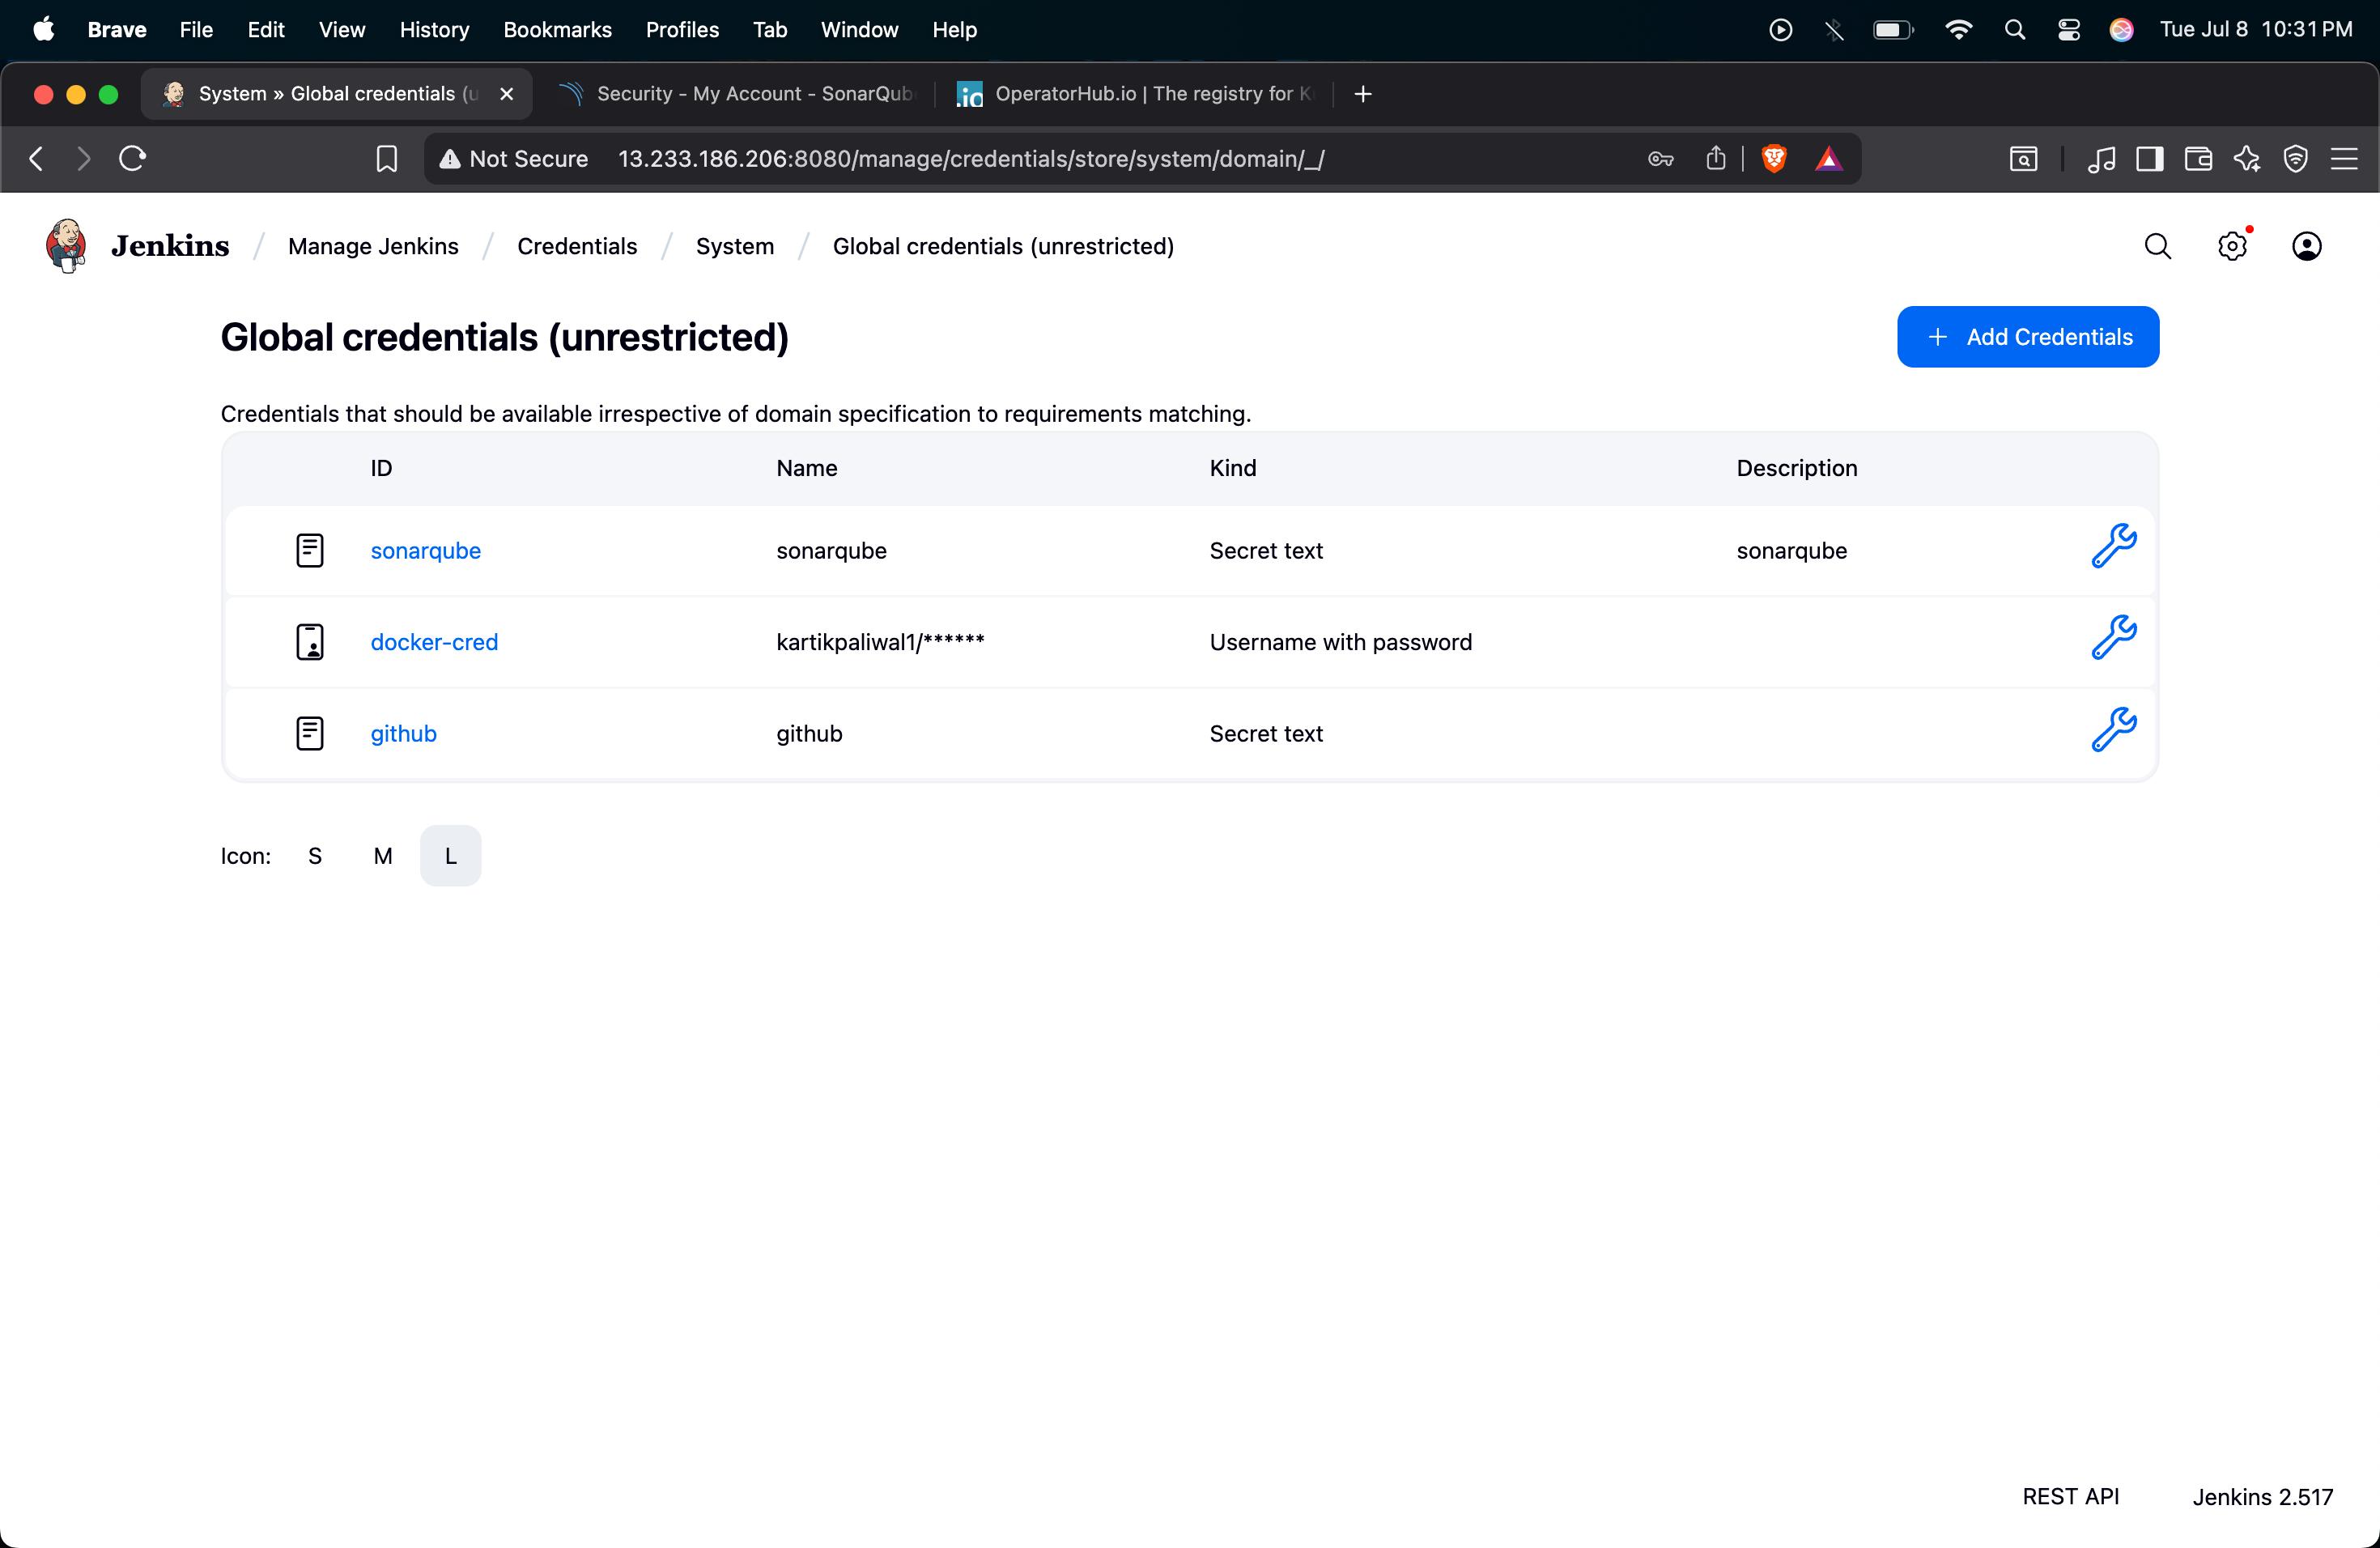 Brave File Edit View History Bookmarks Profiles Tab Window Help Tue Jul 8 10:31 PM
System » Global credentials (u Security - My Account - SonarQub .io OperatorHub.io | The registry for K
Not Secure 13.233.186.206:8080/manage/credentials/store/system/domain/_/
Jenkins / Manage Jenkins / Credentials / System / Global credentials (unrestricted)
Global credentials (unrestricted)
+ Add Credentials
Credentials that should be available irrespective of domain specification to requirements matching.
ID Name Kind Description
sonarqube sonarqube Secret text sonarqube
docker-cred kartikpaliwal1/****** Username with password
github github Secret text
Icon: S M L
REST API Jenkins 2.517